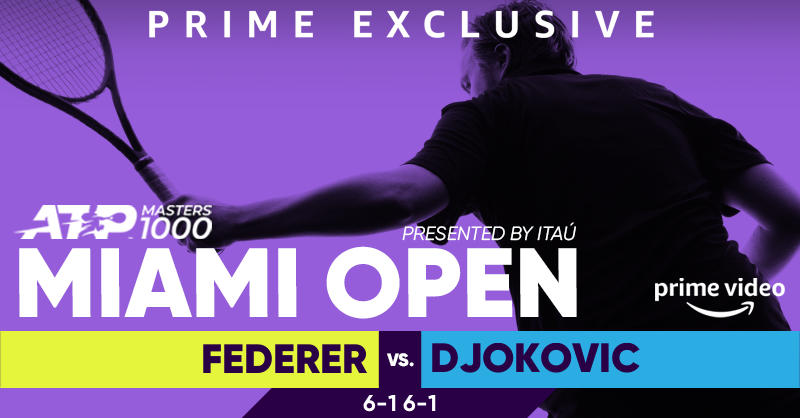 PRIME EXCLUSIVE
ATP MASTERS 1000
PRESENTED BY ITAÚ
MIAMI OPEN
prime video
FEDERER vs. DJOKOVIC
6-1 6-1